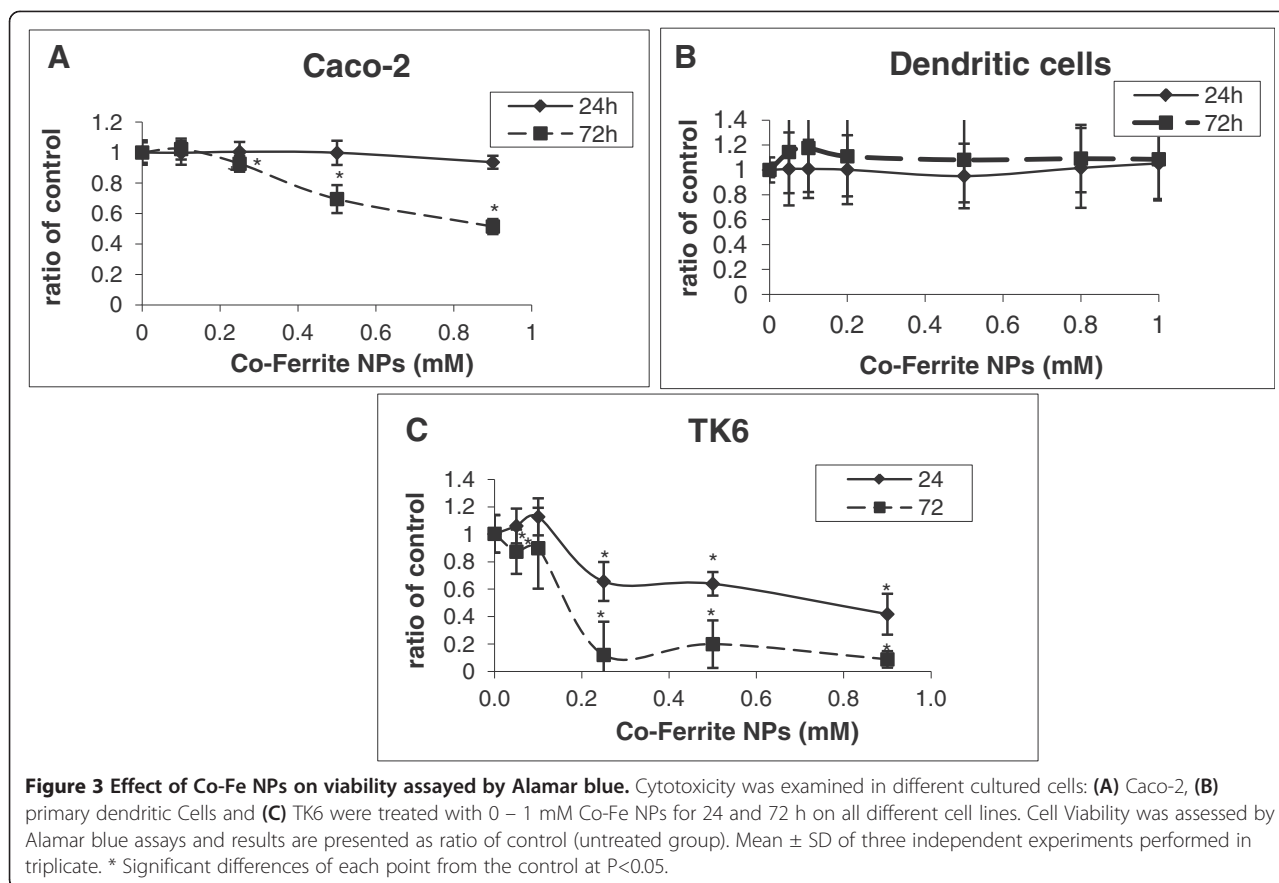 A
Caco-2
24h
72h
1.2
1
0.8
0.6
0.4
0.2
0
ratio of control
*
*
*
0 0.2 0.4 0.6 0.8 1
Co-Ferrite NPs (mM)
B
Dendritic cells
24h
72h
1.4
1.2
1
0.8
0.6
0.4
0.2
0
ratio of control
0 0.2 0.4 0.6 0.8 1
Co-Ferrite NPs (mM)
C
TK6
24
72
1.4
1.2
1
0.8
0.6
0.4
0.2
0
ratio of control
*
*
*
*
*
*
*
*
0.0 0.2 0.4 0.6 0.8 1.0
Co-Ferrite NPs (mM)
Figure 3 Effect of Co-Fe NPs on viability assayed by Alamar blue. Cytotoxicity was examined in different cultured cells: (A) Caco-2, (B)
primary dendritic Cells and (C) TK6 were treated with 0 – 1 mM Co-Fe NPs for 24 and 72 h on all different cell lines. Cell Viability was assessed by
Alamar blue assays and results are presented as ratio of control (untreated group). Mean ± SD of three independent experiments performed in
triplicate. * Significant differences of each point from the control at P<0.05.